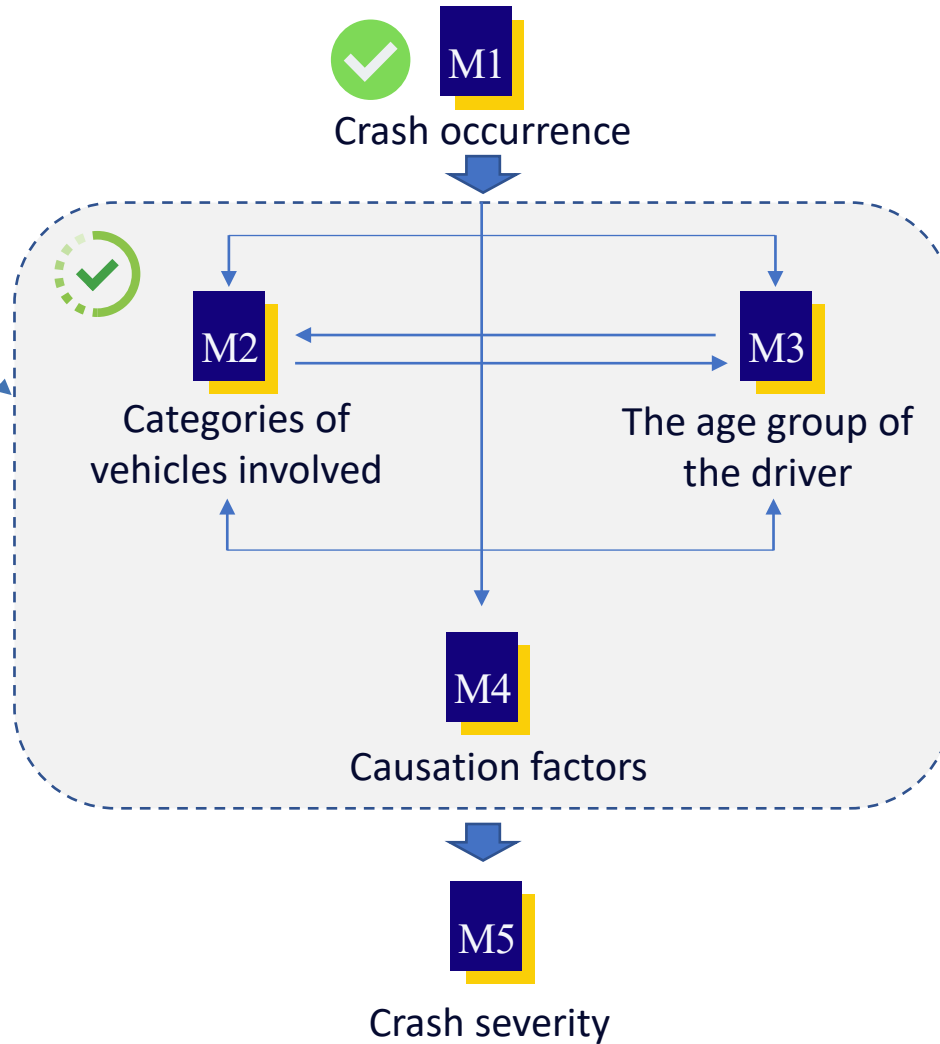 M1
Crash occurrence
M2
M3
Categories of
vehicles involved
The age group of
the driver
M4
Causation factors
M5
Crash severity